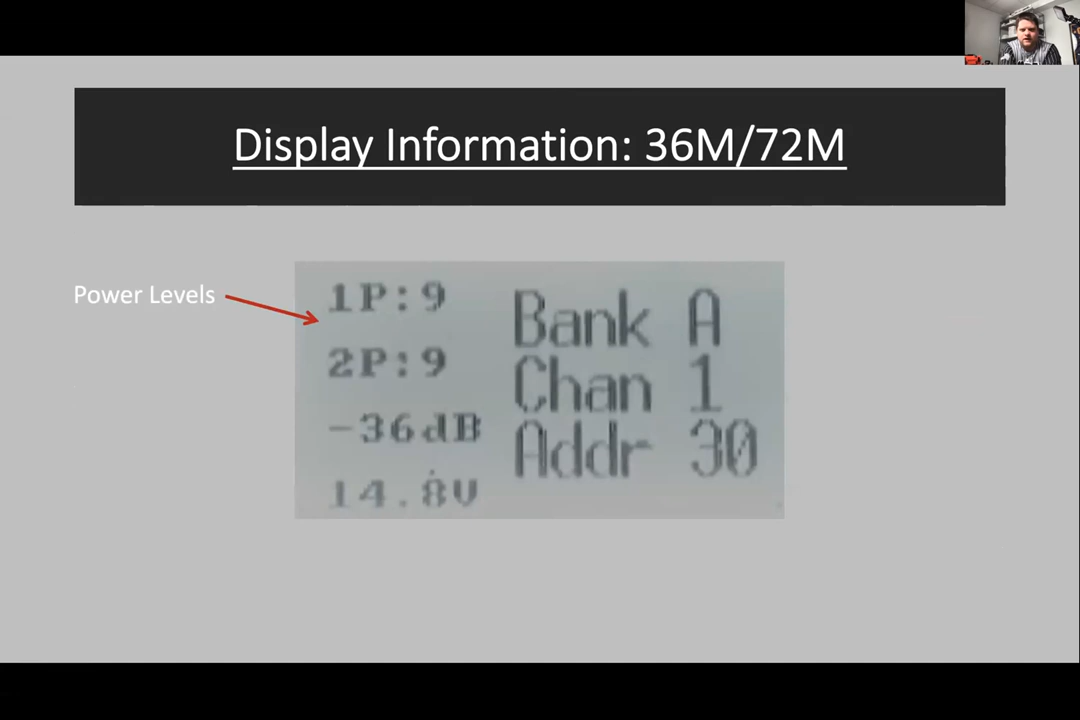 Display Information: 36M/72M
Power Levels
1P:9
2P:9
-36dB
14.8V
Bank A
Chan 1
Addr 30